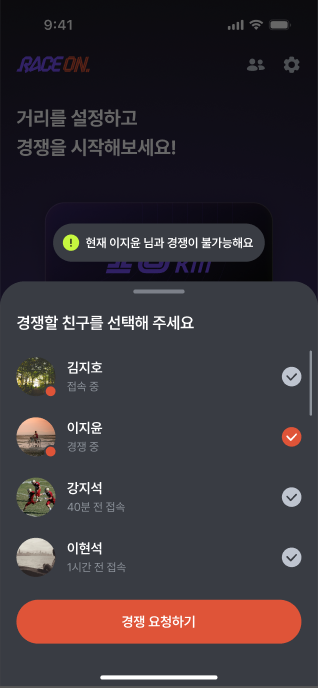 9:41
RACE ON.
거리를 설정하고
경쟁을 시작해보세요!
현재 이지윤 님과 경쟁이 불가능해요
km
경쟁할 친구를 선택해 주세요
김지호
접속 중
이지윤
경쟁 중
강지석
40분 전 접속
이현석
1시간 전 접속
경쟁 요청하기